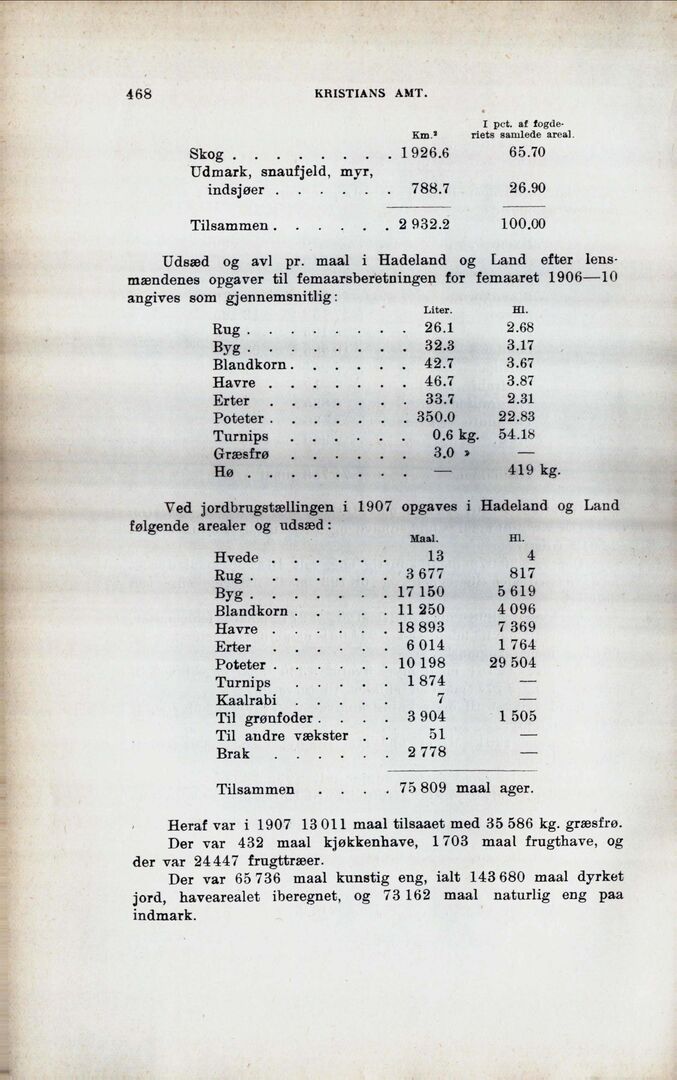 468 KRISTIANS AMT.
I pct. af fogde-
Km.² riets samlede areal.
Skog . . . . . . . . 1 926.6 65.70
Udmark, snaufjeld, myr,
indsjøer . . . . . . 788.7 26.90
Tilsammen . . . . . . 2 932.2 100.00
Udsæd og avl pr. maal i Hadeland og Land efter lens-
mændenes opgaver til femaarsberetningen for femaaret 1906—10
angives som gjennemsnitlig:
Liter. Hl.
Rug . . . . . . . . 26.1 2.68
Byg . . . . . . . . 32.3 3.17
Blandkorn . . . . . . 42.7 3.67
Havre . . . . . . . 46.7 3.87
Erter . . . . . . . 33.7 2.31
Poteter . . . . . . . 350.0 22.83
Turnips . . . . . . 0.6 kg. 54.18
Græsfrø . . . . . . 3.0 » —
Hø . . . . . . . . — 419 kg.
Ved jordbrugstællingen i 1907 opgaves i Hadeland og Land
følgende arealer og udsæd:
Maal. Hl.
Hvede . . . . . . 13 4
Rug . . . . . . . 3 677 817
Byg . . . . . . . 17 150 5 619
Blandkorn . . . . . 11 250 4 096
Havre . . . . . . 18 893 7 369
Erter . . . . . . 6 014 1 764
Poteter . . . . . . 10 198 29 504
Turnips . . . . . 1 874 —
Kaalrabi . . . . . 7 —
Til grønfoder . . . . 3 904 1 505
Til andre vækster . . 51 —
Brak . . . . . . 2 778 —
Tilsammen . . . . 75 809 maal ager.
Heraf var i 1907 13 011 maal tilsaaet med 35 586 kg. græsfrø.
Der var 432 maal kjøkkenhave, 1 703 maal frugthave, og
der var 24 447 frugttræer.
Der var 65 736 maal kunstig eng, ialt 143 680 maal dyrket
jord, havearealet iberegnet, og 73 162 maal naturlig eng paa
indmark.